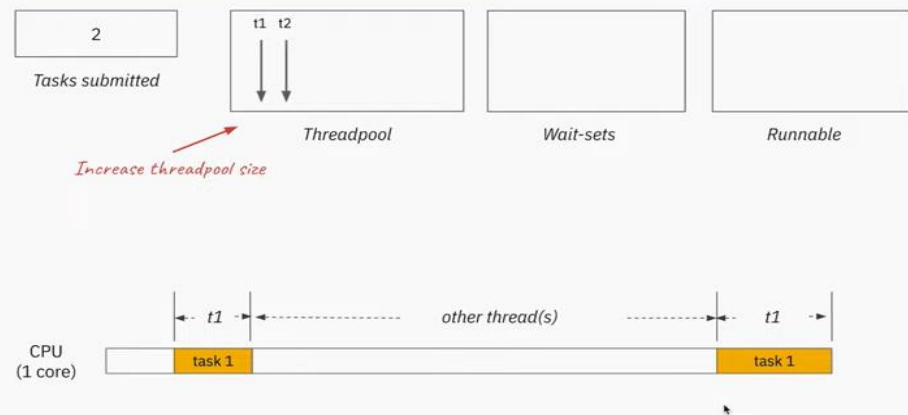 2
Tasks submitted
t1 t2
Threadpool
Wait-sets
Runnable
Increase threadpool size
t1
other thread(s)
t1
CPU
(1 core)
task 1
task 1